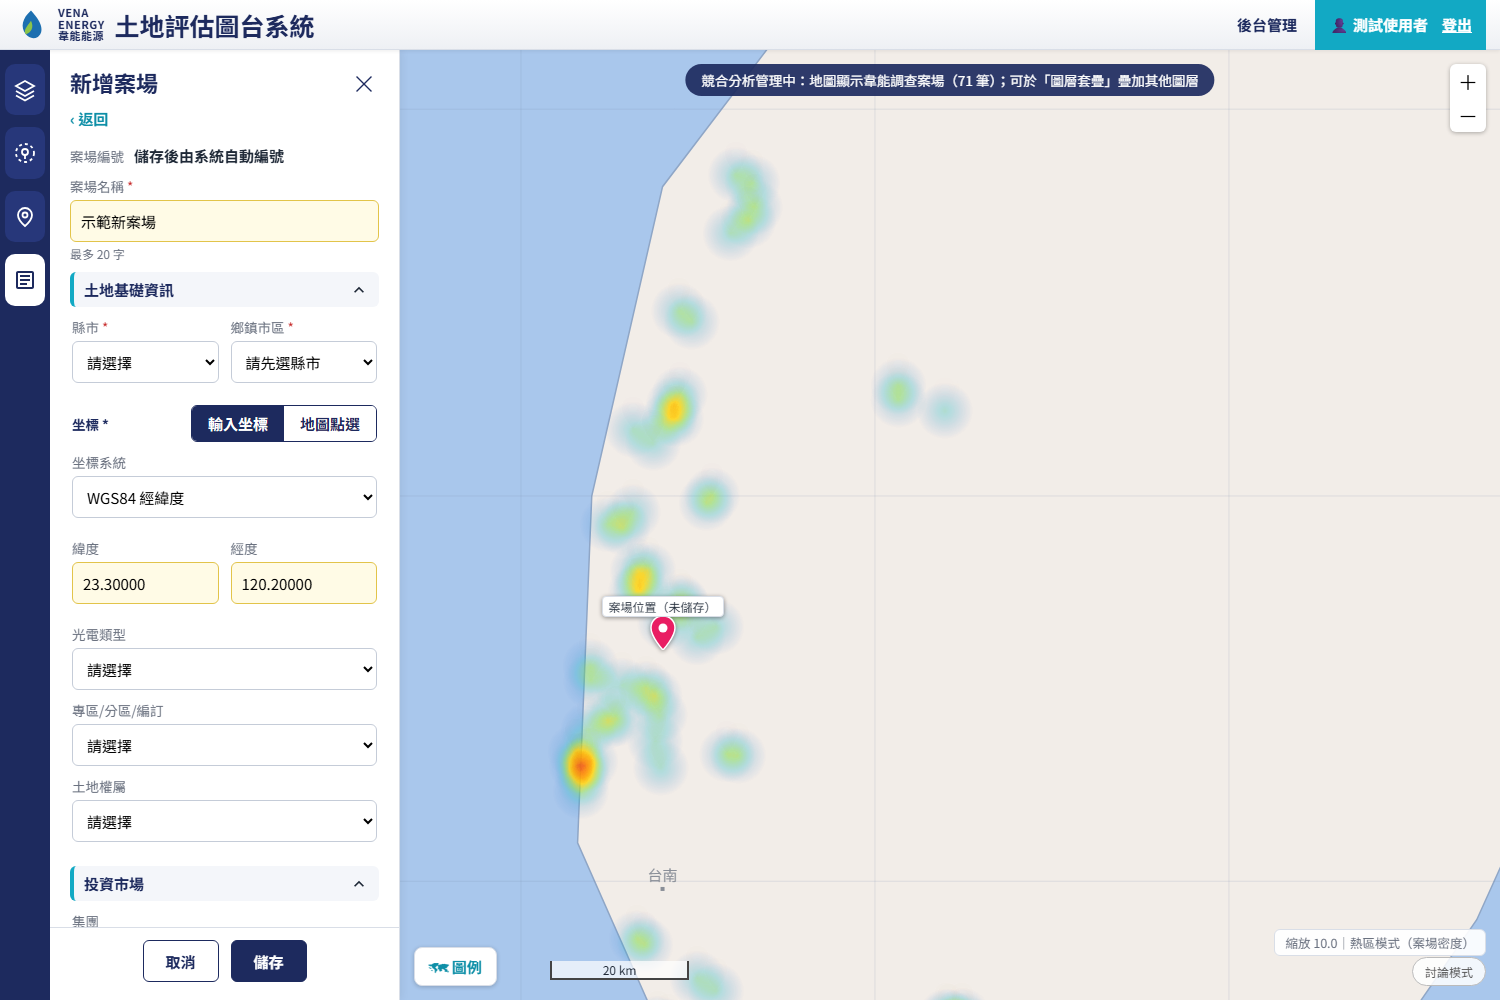 VENA
ENERGY
韋能能源
土地評估圖台系統
後台管理
測試使用者
登出
新增案場
‹ 返回
案場編號 儲存後由系統自動編號
案場名稱 *
示範新案場
最多 20 字
土地基礎資訊
縣市 * 鄉鎮市區 *
請選擇 請先選縣市
坐標 * 輸入坐標 地圖點選
坐標系統
WGS84 經緯度
緯度 經度
23.30000 120.20000
光電類型
請選擇
專區/分區/編訂
請選擇
土地權屬
請選擇
投資市場
集團
取消 儲存
競合分析管理中：地圖顯示韋能調查案場（71 筆）；可於「圖層套疊」疊加其他圖層
+
−
案場位置（未儲存）
台南
圖例
20 km
縮放 10.0｜熱區模式（案場密度）
討論模式